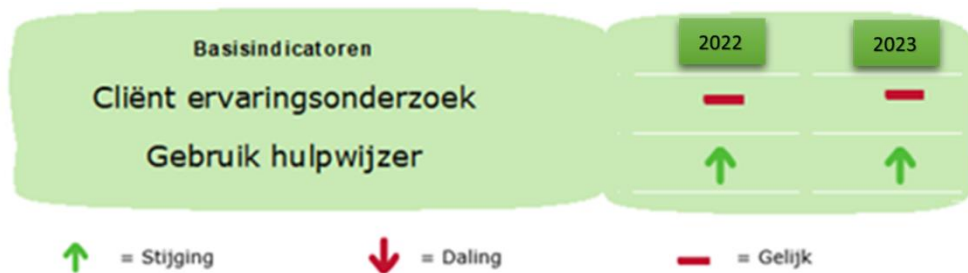 Basisindicatoren 2022 2023
Cliënt ervaringsonderzoek
Gebruik hulpwijzer
= Stijging = Daling = Gelijk